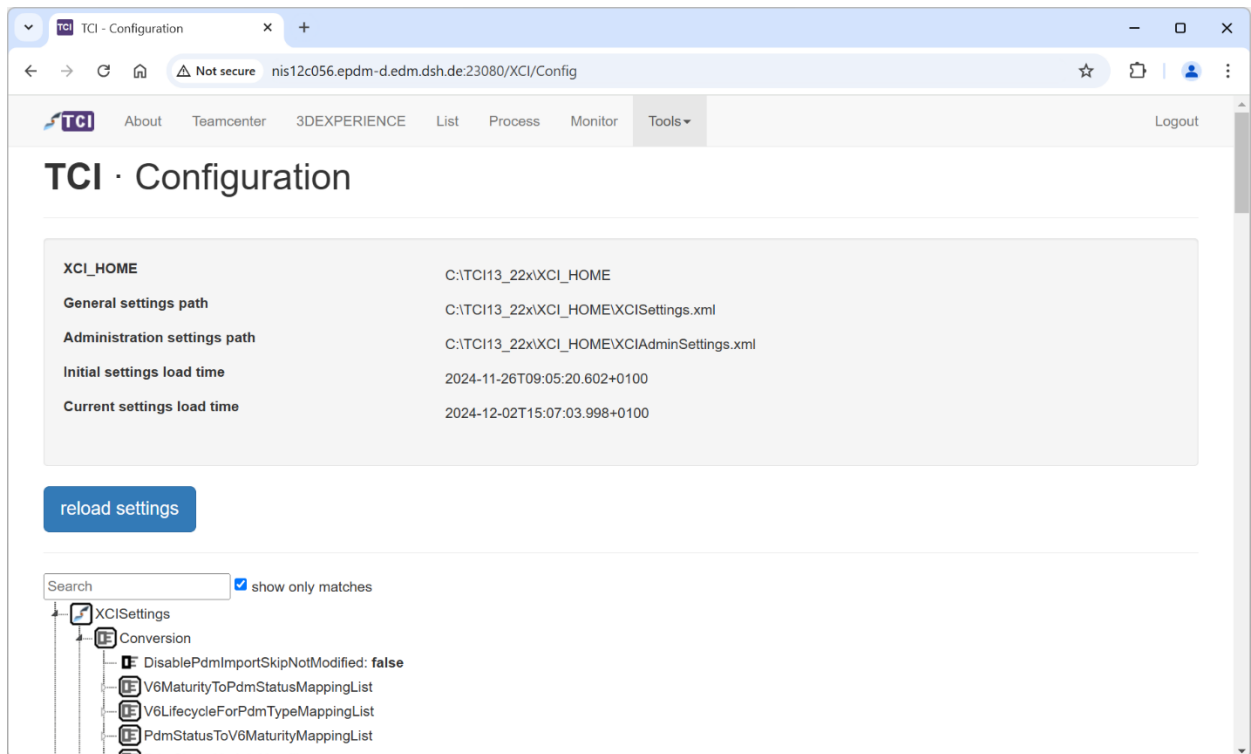 TCI TCI - Configuration
Not secure nis12c056.epdm-d.edm.dsh.de:23080/XCI/Config
TCI About Teamcenter 3DEXPERIENCE List Process Monitor Tools Logout
TCI · Configuration
XCI_HOME C:\TCI13_22x\XCI_HOME
General settings path C:\TCI13_22x\XCI_HOME\XCISettings.xml
Administration settings path C:\TCI13_22x\XCI_HOME\XCIAdminSettings.xml
Initial settings load time 2024-11-26T09:05:20.602+0100
Current settings load time 2024-12-02T15:07:03.998+0100
reload settings
Search show only matches
XCISettings
Conversion
DisablePdmImportSkipNotModified: false
V6MaturityToPdmStatusMappingList
V6LifecycleForPdmTypeMappingList
PdmStatusToV6MaturityMappingList